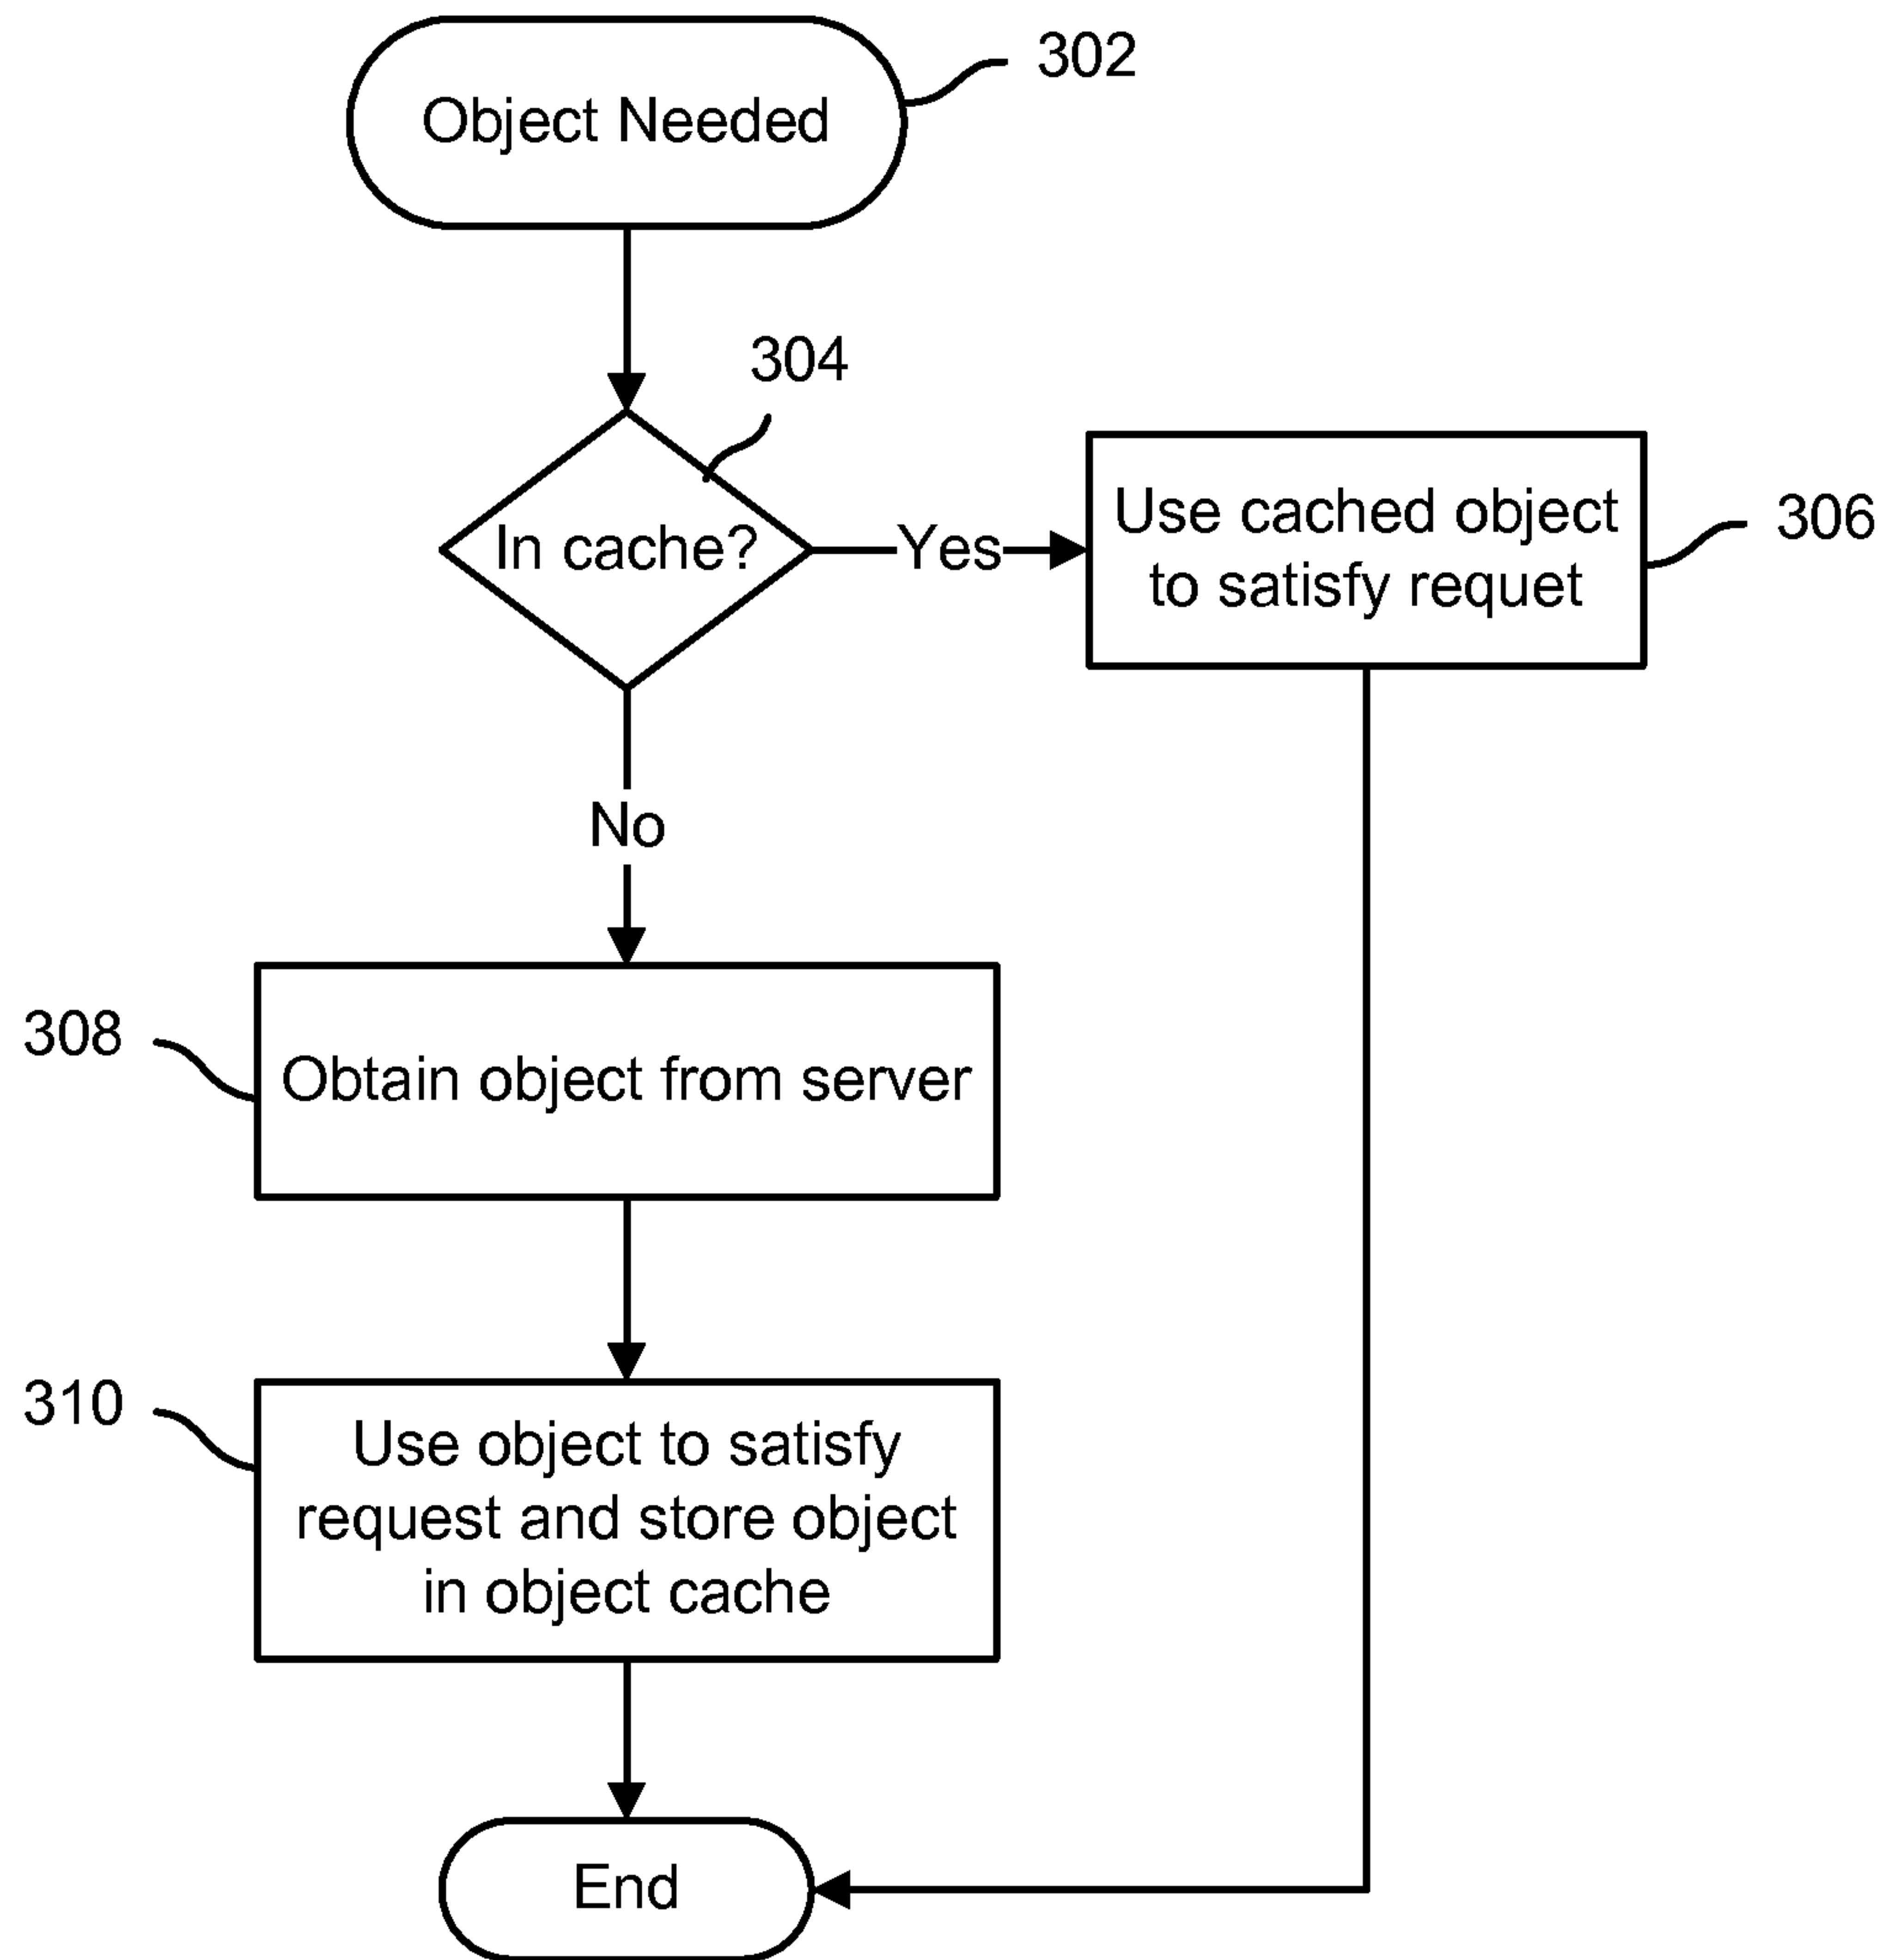 302
Object Needed
304
In cache?
Yes
Use cached object
to satisfy requet
306
No
308
Obtain object from server
310
Use object to satisfy
request and store object
in object cache
End